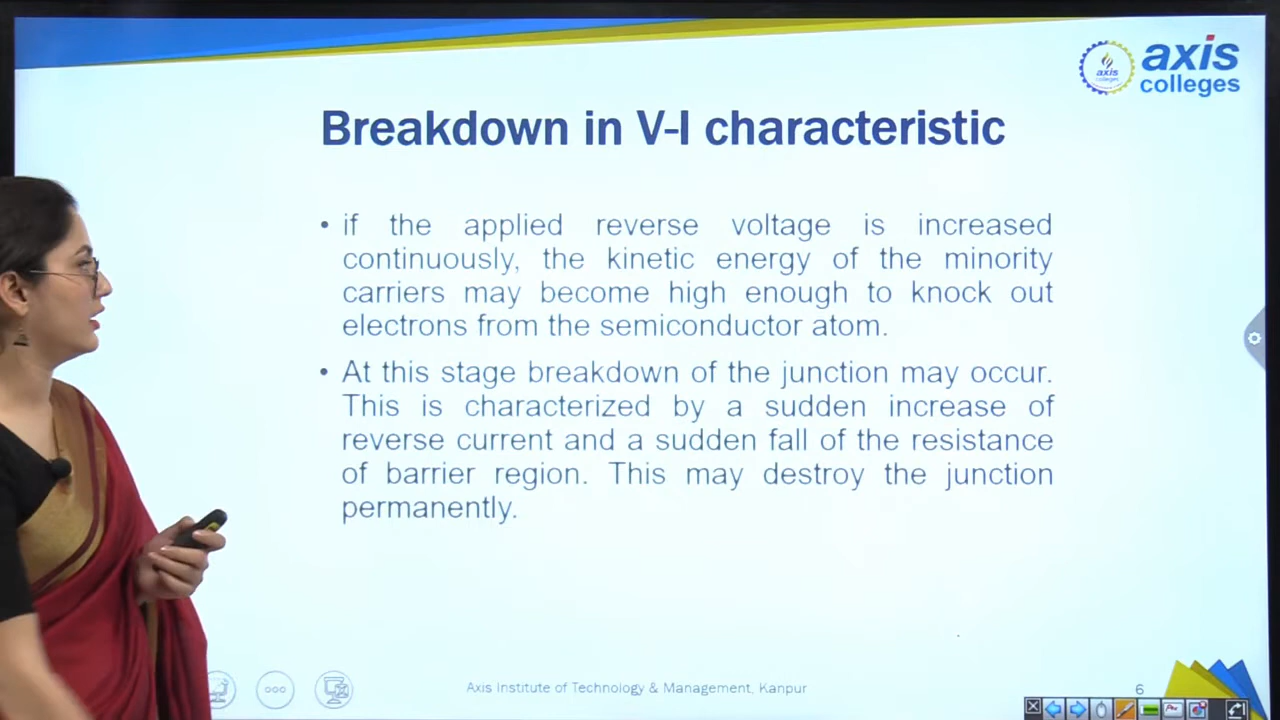 axis
colleges
axis
colleges
Breakdown in V-I characteristic
• if the applied reverse voltage is increased
continuously, the kinetic energy of the minority
carriers may become high enough to knock out
electrons from the semiconductor atom.
• At this stage breakdown of the junction may occur.
This is characterized by a sudden increase of
reverse current and a sudden fall of the resistance
of barrier region. This may destroy the junction
permanently.
Axis Institute of Technology & Management, Kanpur
6